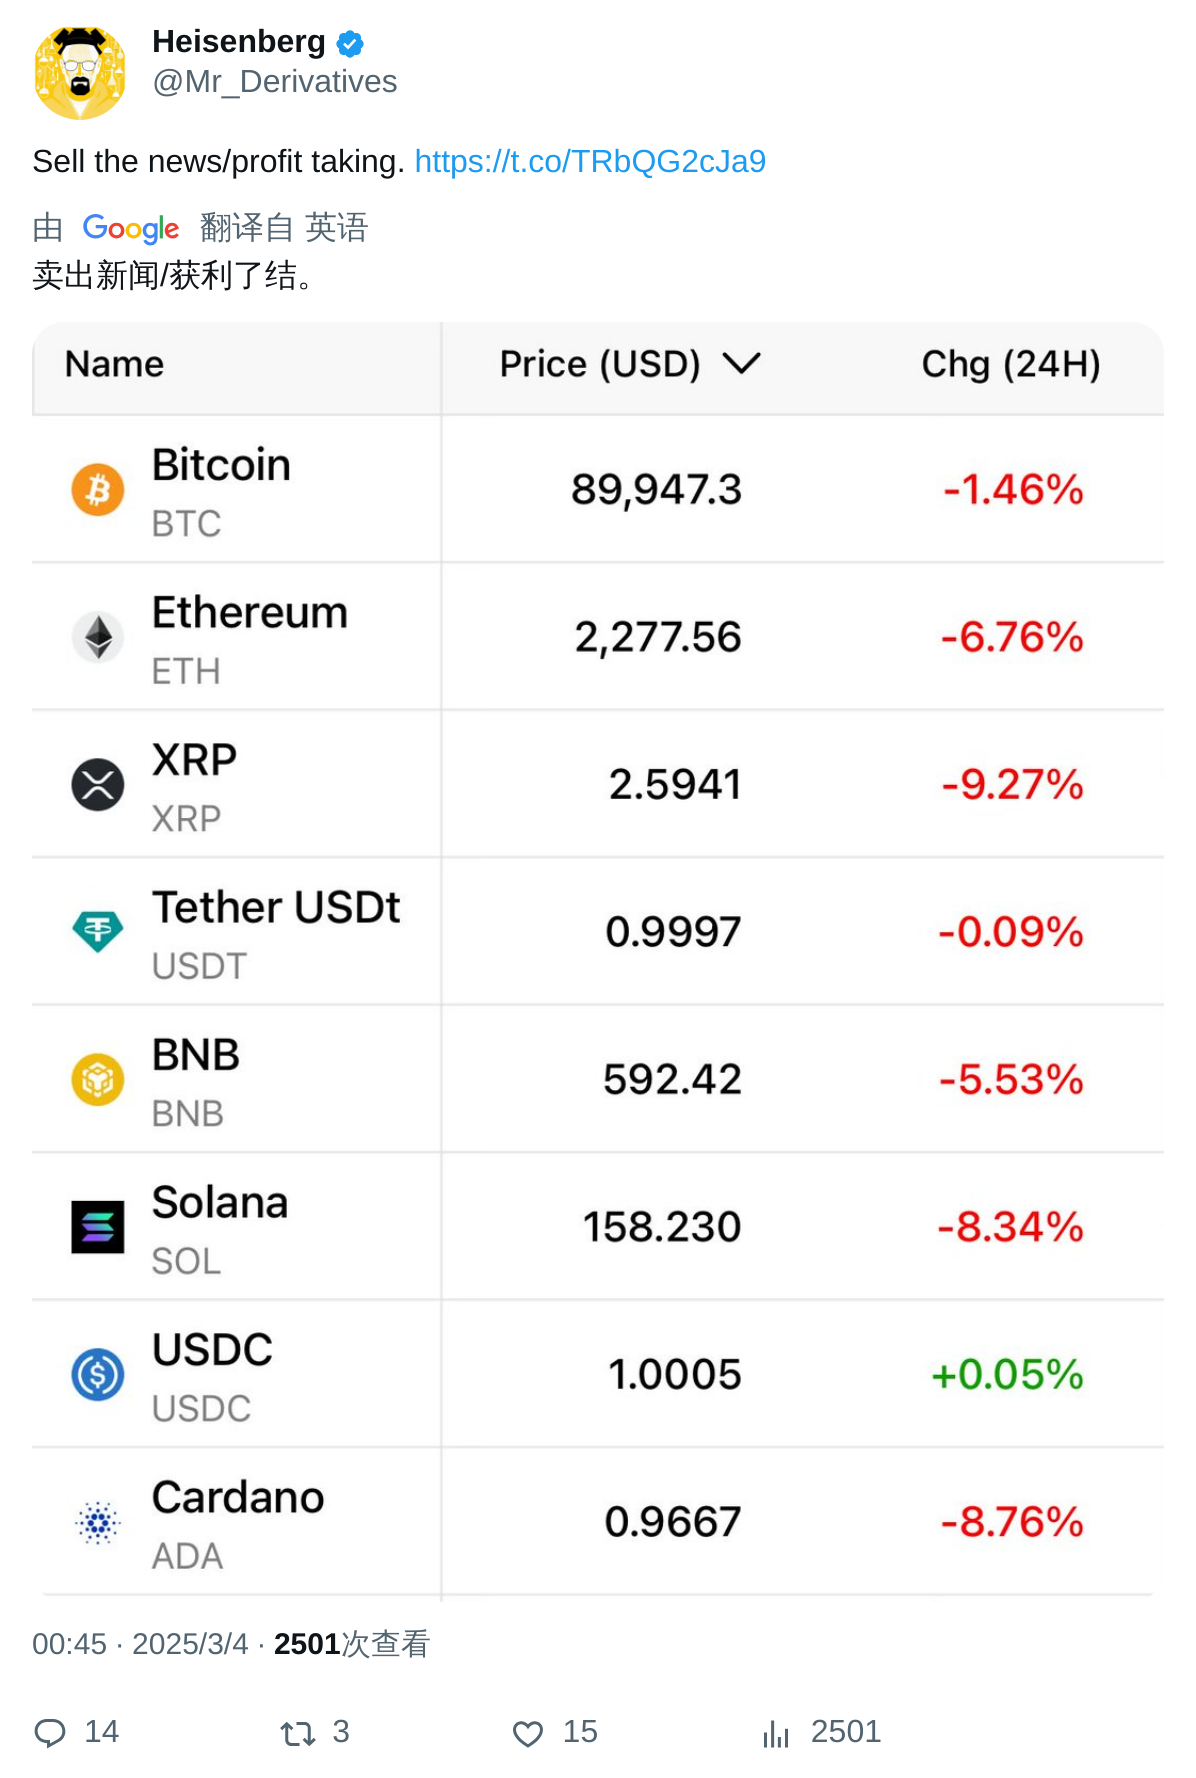 Heisenberg
@Mr_Derivatives
Sell the news/profit taking. https://t.co/TRbQG2cJa9
由 Google 翻译自 英语
卖出新闻/获利了结。
Name Price (USD) Chg (24H)
Bitcoin
BTC
89,947.3 -1.46%
Ethereum
ETH
2,277.56 -6.76%
XRP
XRP
2.5941 -9.27%
Tether USDt
USDT
0.9997 -0.09%
BNB
BNB
592.42 -5.53%
Solana
SOL
158.230 -8.34%
USDC
USDC
1.0005 +0.05%
Cardano
ADA
0.9667 -8.76%
00:45 · 2025/3/4 · 2501次查看
14 3 15 2501